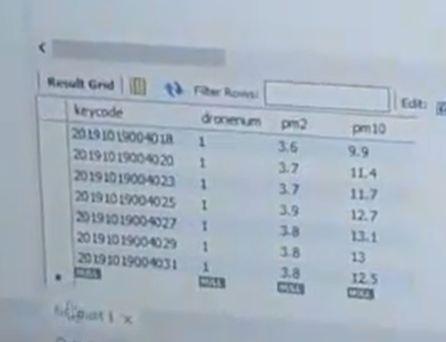 <
Result Grid Filter Rows: Edit:
keycode dronenum pm2 pm10
20191019004018 1 3.6 9.9
20191019004020 1 3.7 11.4
20191019004023 1 3.7 11.7
20191019004025 1 3.9 12.7
20191019004027 1 3.8 13.1
20191019004029 1 3.8 13
20191019004031 1 3.8 12.5
* NULL NULL NULL NULL
1 x